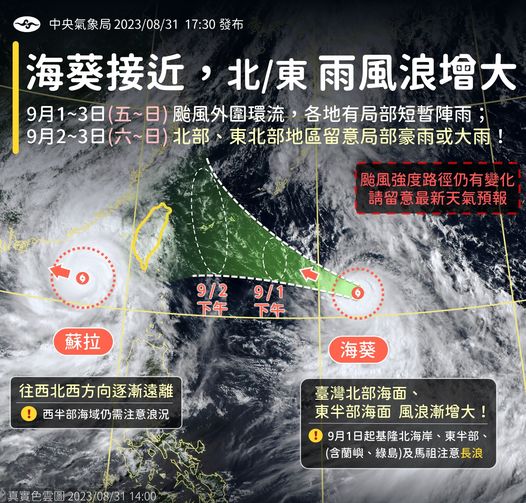 中央氣象局 2023/08/31 17:30 發布
海葵接近，北/東 雨風浪增大
9月1~3日(五~日) 颱風外圍環流，各地有局部短暫陣雨；
9月2~3日(六~日) 北部、東北部地區留意局部豪雨或大雨！
颱風強度路徑仍有變化
請留意最新天氣預報
9/2
下午
9/1
下午
蘇拉
海葵
往西北西方向逐漸遠離
! 西半部海域仍需注意浪況
臺灣北部海面、
東半部海面 風浪漸增大！
! 9月1日起基隆北海岸、東半部、
(含蘭嶼、綠島)及馬祖注意長浪
真實色雲圖 2023/08/31 14:00